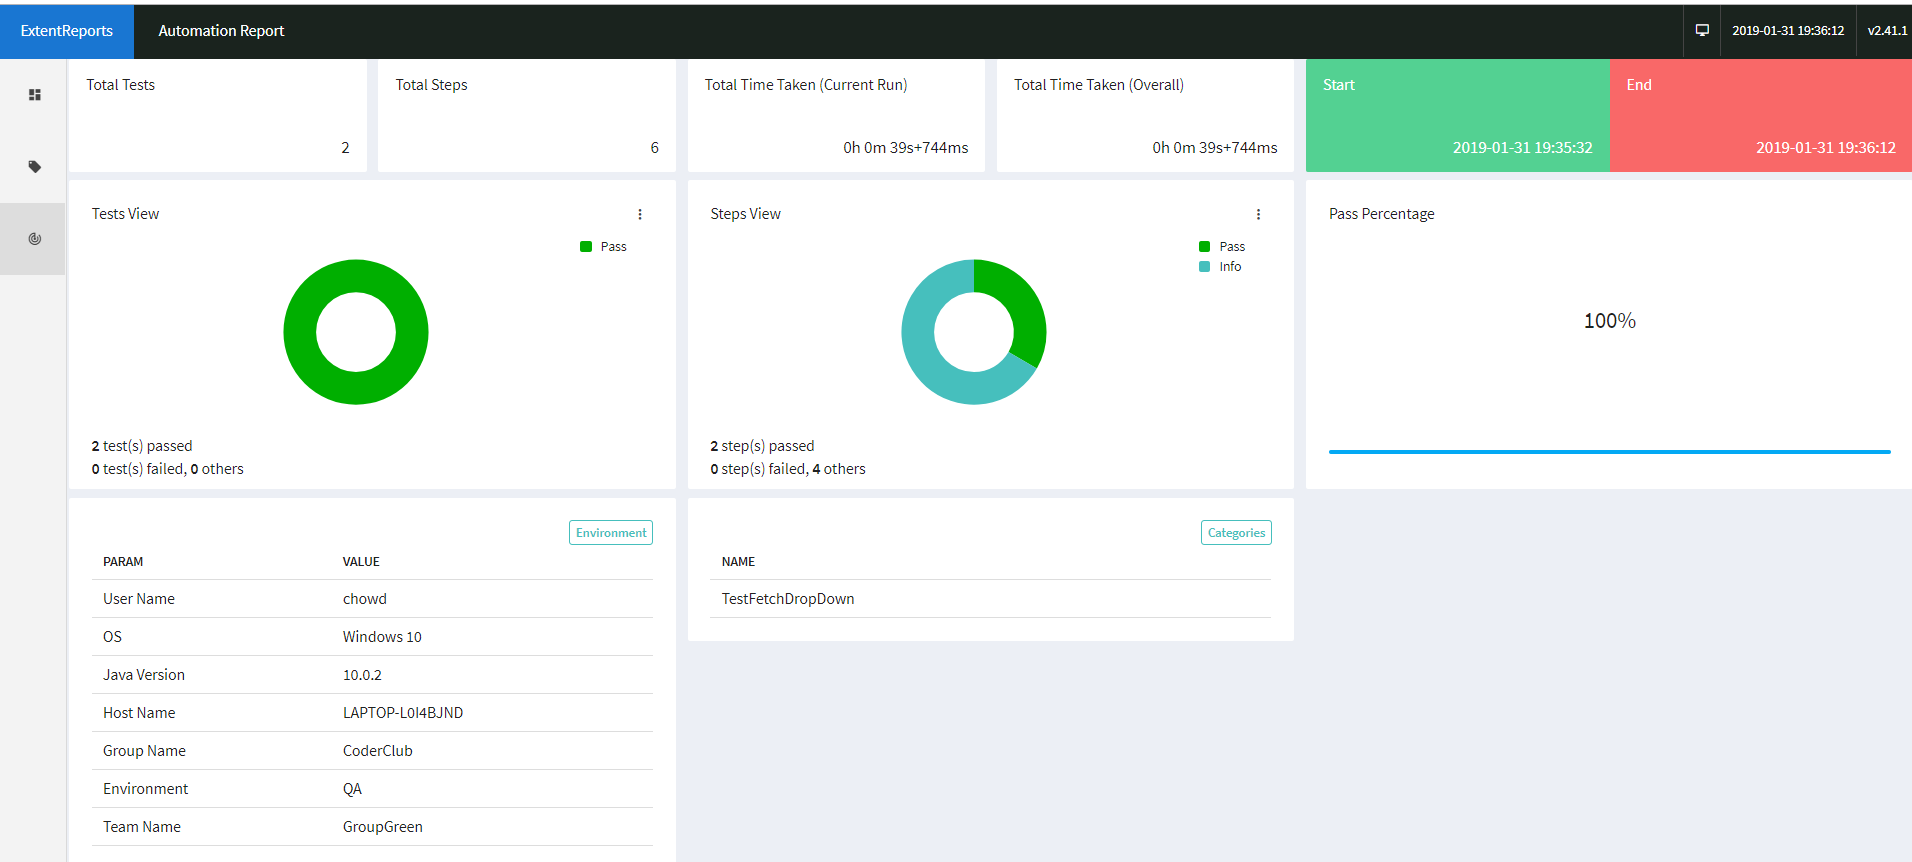 ExtentReports
Automation Report
2019-01-31 19:36:12
v2.41.1
Total Tests
2
Total Steps
6
Total Time Taken (Current Run)
0h 0m 39s+744ms
Total Time Taken (Overall)
0h 0m 39s+744ms
Start
2019-01-31 19:35:32
End
2019-01-31 19:36:12
Tests View
Pass
2 test(s) passed
0 test(s) failed, 0 others
Steps View
Pass
Info
2 step(s) passed
0 step(s) failed, 4 others
Pass Percentage
100%
Environment
PARAM VALUE
User Name chowd
OS Windows 10
Java Version 10.0.2
Host Name LAPTOP-L0I4BJND
Group Name CoderClub
Environment QA
Team Name GroupGreen
Categories
NAME
TestFetchDropDown